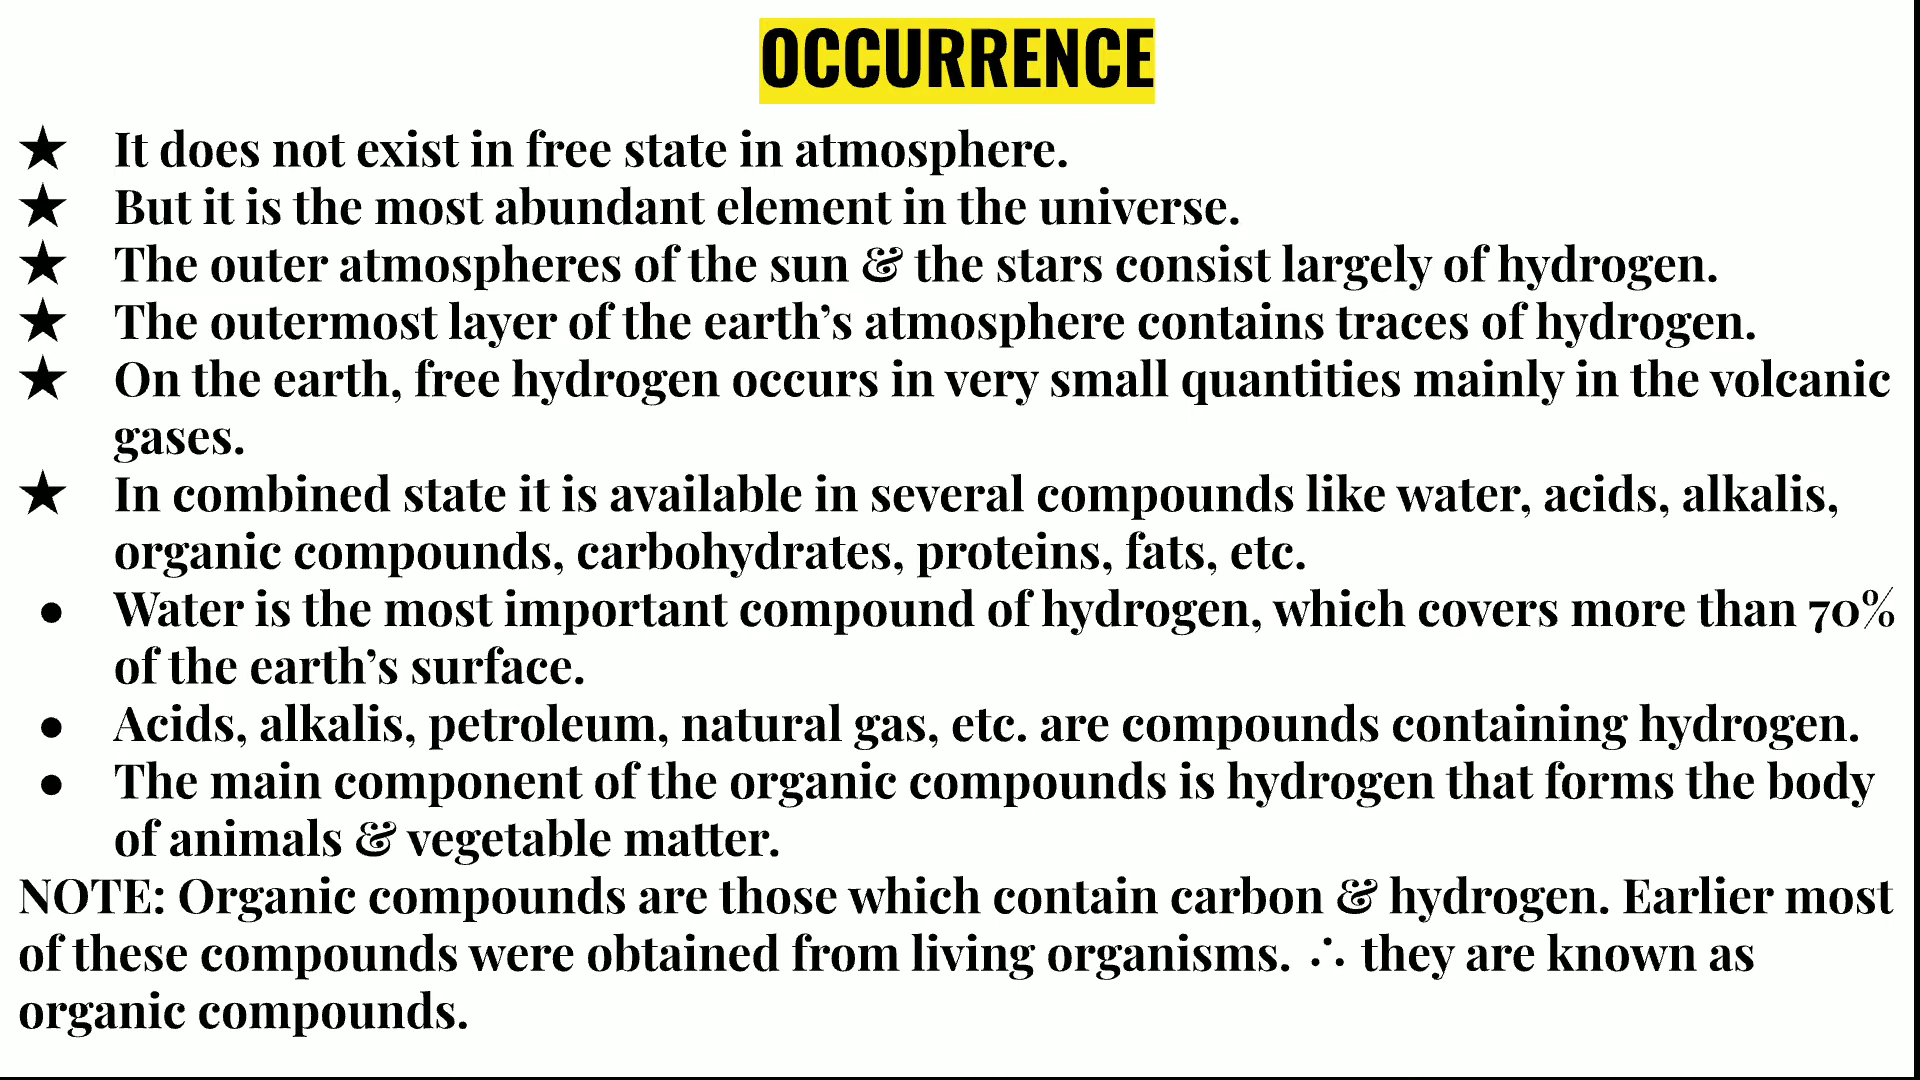 OCCURRENCE
★ It does not exist in free state in atmosphere.
★ But it is the most abundant element in the universe.
★ The outer atmospheres of the sun & the stars consist largely of hydrogen.
★ The outermost layer of the earth’s atmosphere contains traces of hydrogen.
★ On the earth, free hydrogen occurs in very small quantities mainly in the volcanic
gases.
★ In combined state it is available in several compounds like water, acids, alkalis,
organic compounds, carbohydrates, proteins, fats, etc.
● Water is the most important compound of hydrogen, which covers more than 70%
of the earth’s surface.
● Acids, alkalis, petroleum, natural gas, etc. are compounds containing hydrogen.
● The main component of the organic compounds is hydrogen that forms the body
of animals & vegetable matter.
NOTE: Organic compounds are those which contain carbon & hydrogen. Earlier most
of these compounds were obtained from living organisms. ∴ they are known as
organic compounds.